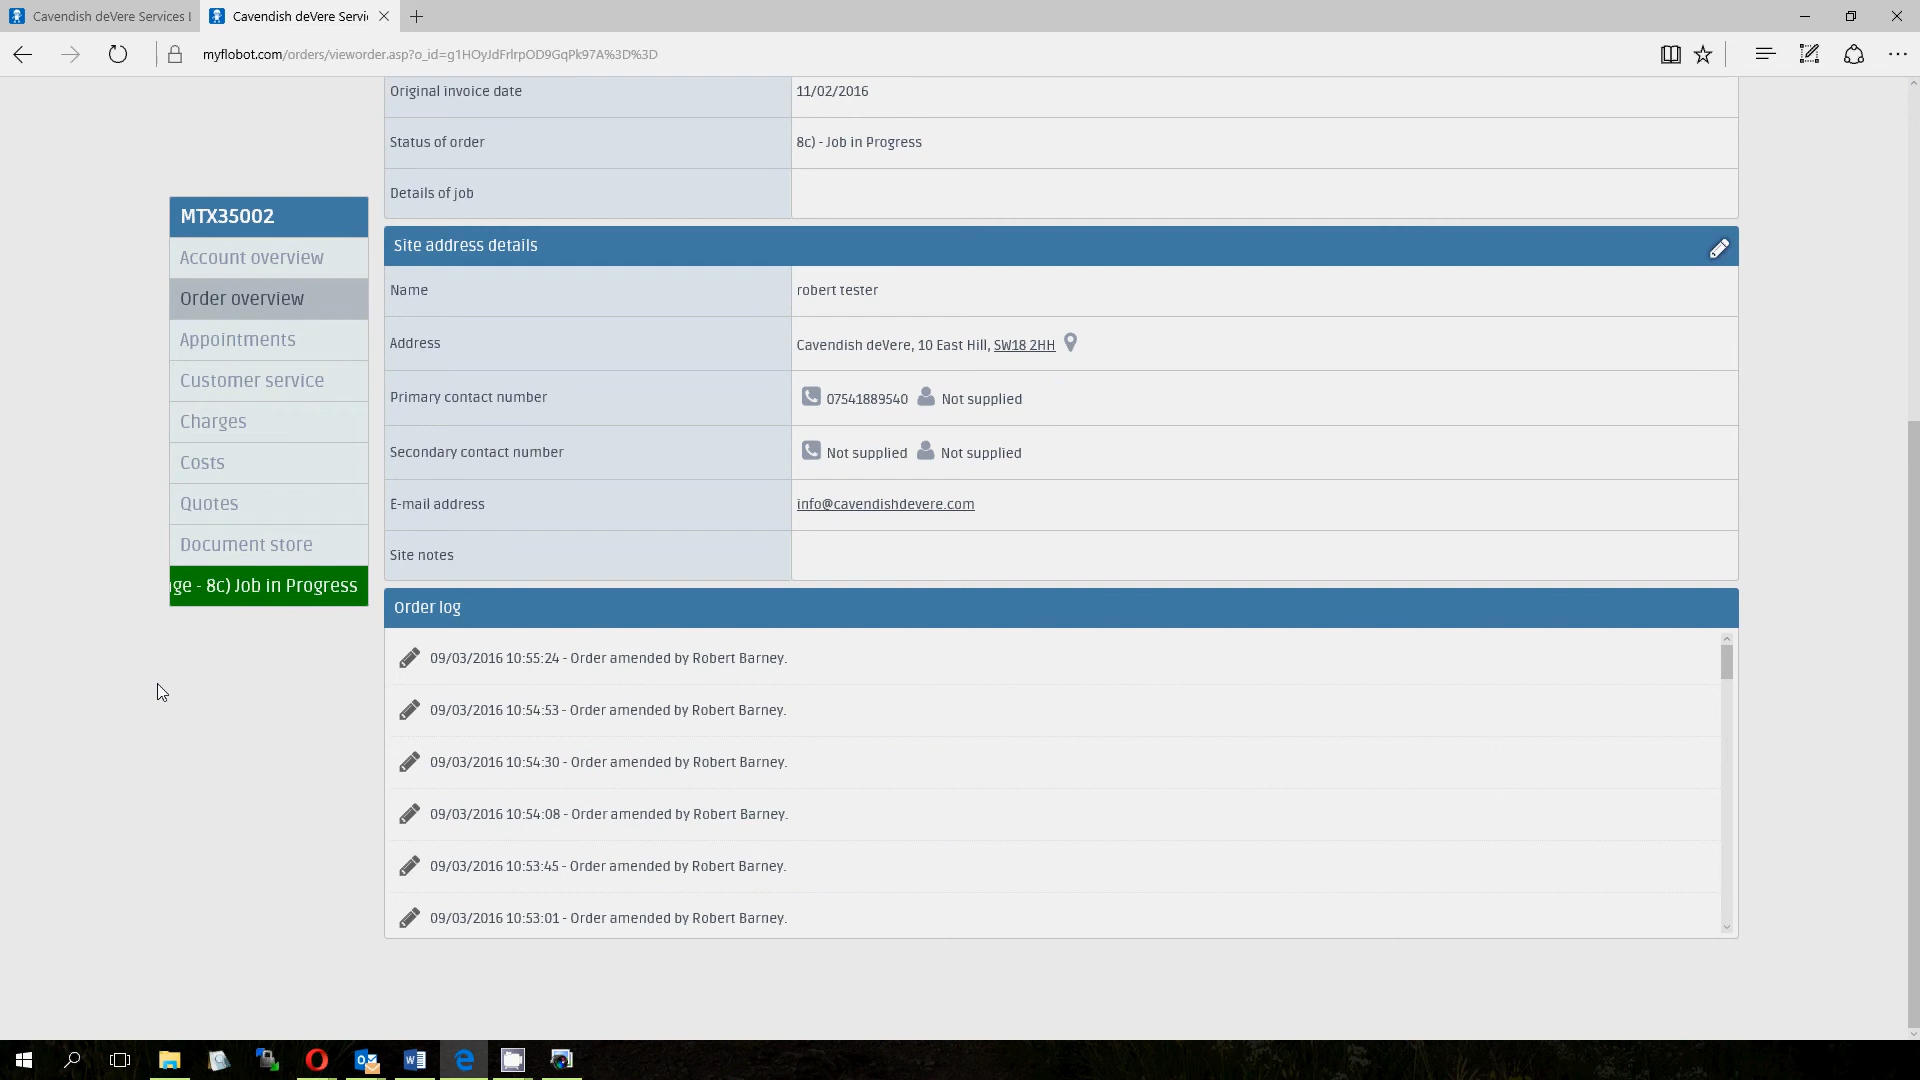 Cavendish deVere Services L
Cavendish deVere Servi
myflobot.com/orders/vieworder.asp?o_id=g1HOyJdFrlrpOD9GqPk97A%3D%3D
Original invoice date 11/02/2016
Status of order 8c) - Job in Progress
Details of job
MTX35002
Account overview
Order overview
Appointments
Customer service
Charges
Costs
Quotes
Document store
ge - 8c) Job in Progress
Site address details
Name robert tester
Address Cavendish deVere, 10 East Hill, SW18 2HH
Primary contact number 07541889540 Not supplied
Secondary contact number Not supplied Not supplied
E-mail address info@cavendishdevere.com
Site notes
Order log
09/03/2016 10:55:24 - Order amended by Robert Barney.
09/03/2016 10:54:53 - Order amended by Robert Barney.
09/03/2016 10:54:30 - Order amended by Robert Barney.
09/03/2016 10:54:08 - Order amended by Robert Barney.
09/03/2016 10:53:45 - Order amended by Robert Barney.
09/03/2016 10:53:01 - Order amended by Robert Barney.